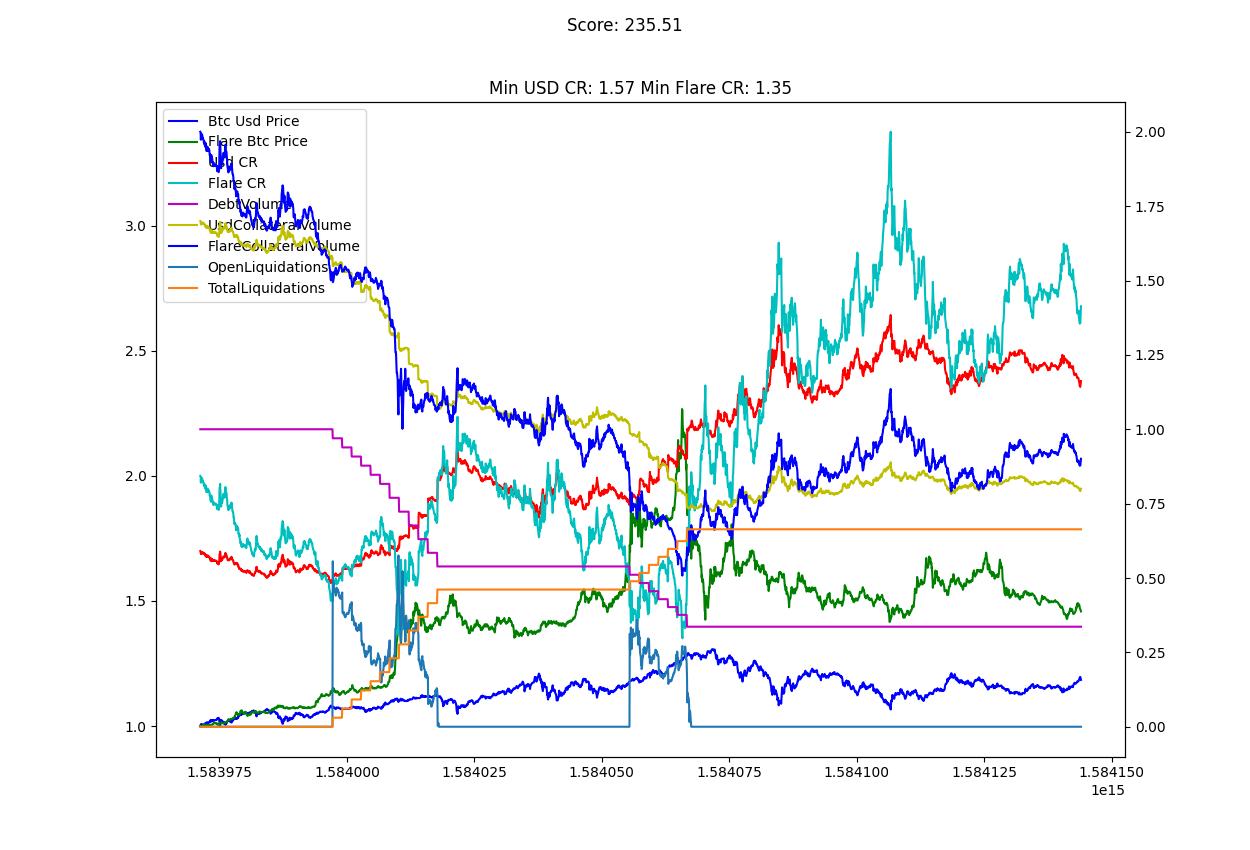 Score: 235.51
Min USD CR: 1.57 Min Flare CR: 1.35
Btc Usd Price
Flare Btc Price
Usd CR
Flare CR
DebtVolume
UsdCollateralVolume
FlareCollateralVolume
OpenLiquidations
TotalLiquidations
3.0
2.5
2.0
1.5
1.0
2.00
1.75
1.50
1.25
1.00
0.75
0.50
0.25
0.00
1.583975 1.584000 1.584025 1.584050 1.584075 1.584100 1.584125 1.584150
1e15